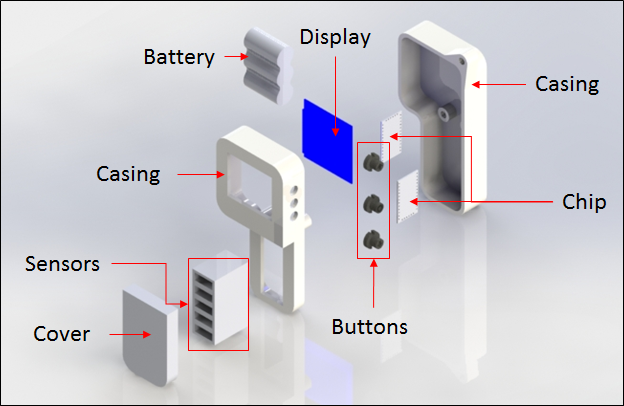 Display
Battery
Casing
Casing
Chip
Sensors
Buttons
Cover